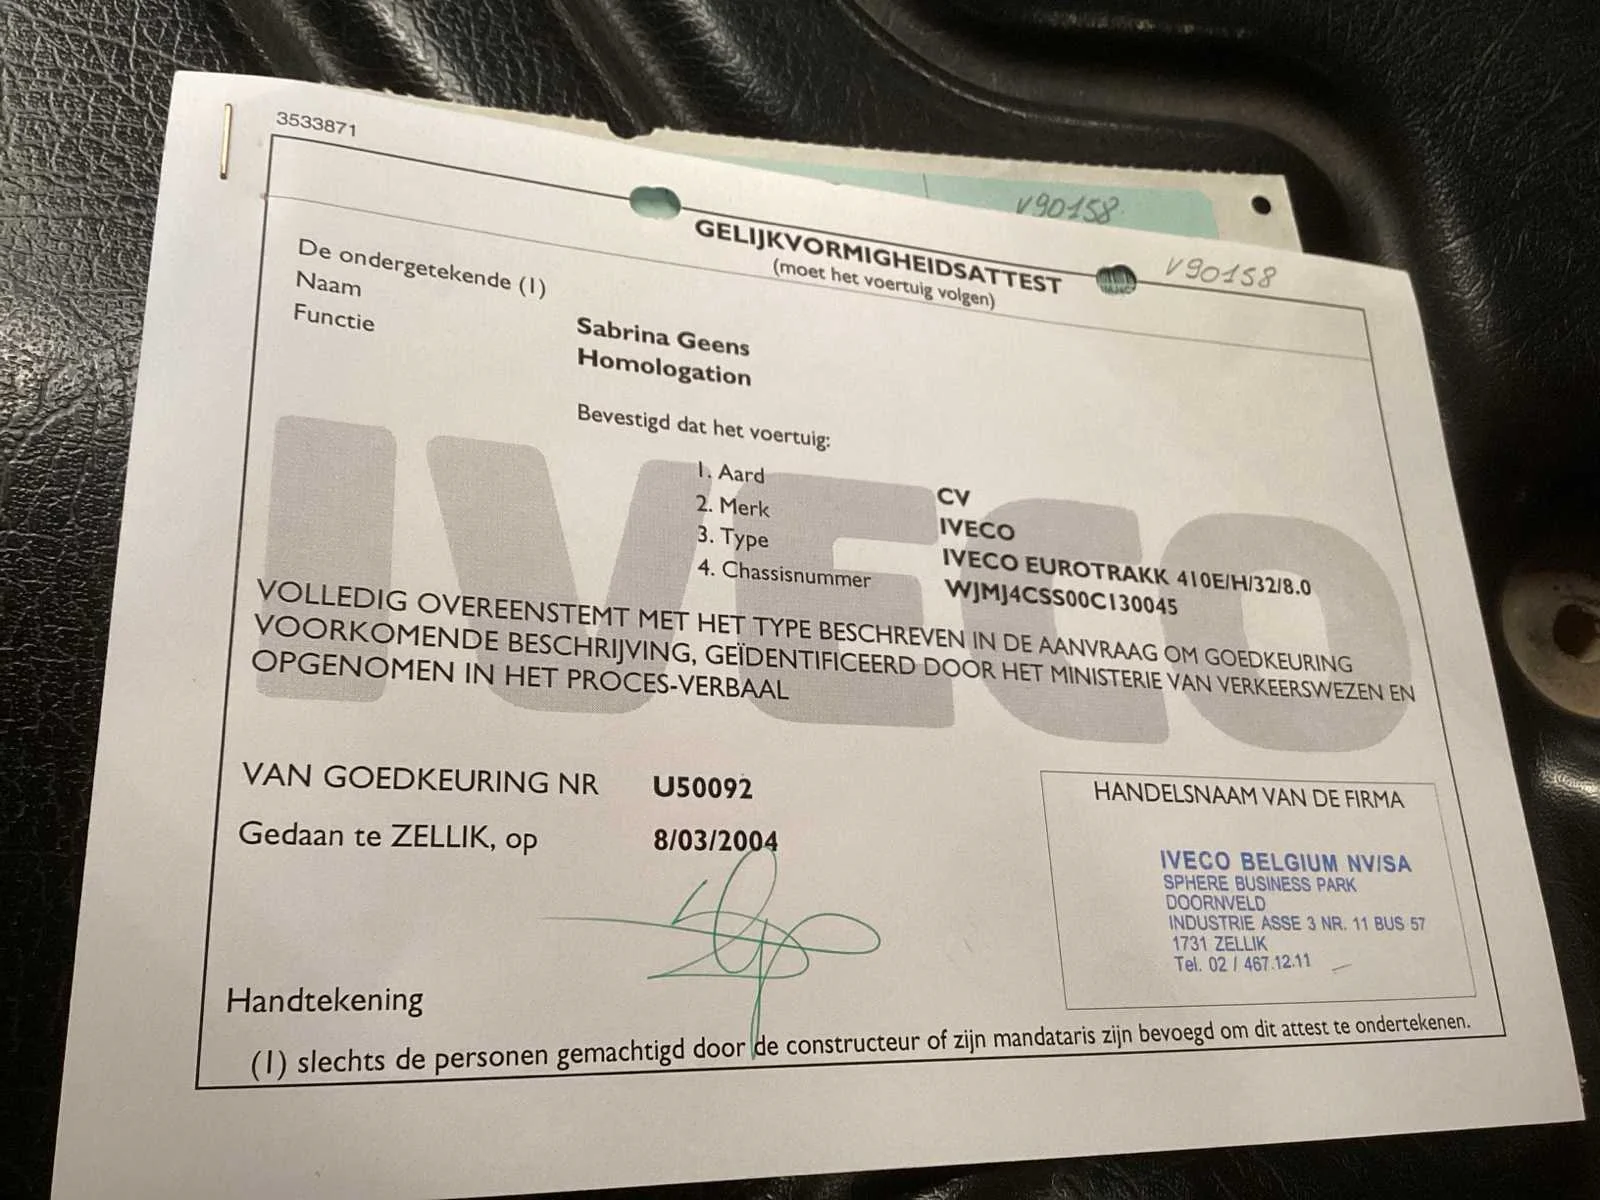 3533871
V90158
V90158
GELIJKVORMIGHEIDSATTEST
(moet het voertuig volgen)
De ondergetekende (1)
Naam Sabrina Geens
Functie Homologation
Bevestigd dat het voertuig:
1. Aard CV
2. Merk IVECO
3. Type IVECO EUROTRAKK 410E/H/32/8.0
4. Chassisnummer WJMJ4CSS00C130045
IVECO
VOLLEDIG OVEREENSTEMT MET HET TYPE BESCHREVEN IN DE AANVRAAG OM GOEDKEURING
VOORKOMENDE BESCHRIJVING, GEÏDENTIFICEERD DOOR HET MINISTERIE VAN VERKEERSWEZEN EN
OPGENOMEN IN HET PROCES-VERBAAL
VAN GOEDKEURING NR U50092
Gedaan te ZELLIK, op 8/03/2004
HANDELSNAAM VAN DE FIRMA
IVECO BELGIUM NV/SA
SPHERE BUSINESS PARK
DOORNVELD
INDUSTRIE ASSE 3 NR. 11 BUS 57
1731 ZELLIK
Tel. 02 / 467.12.11
Handtekening
(1) slechts de personen gemachtigd door de constructeur of zijn mandataris zijn bevoegd om dit attest te ondertekenen.